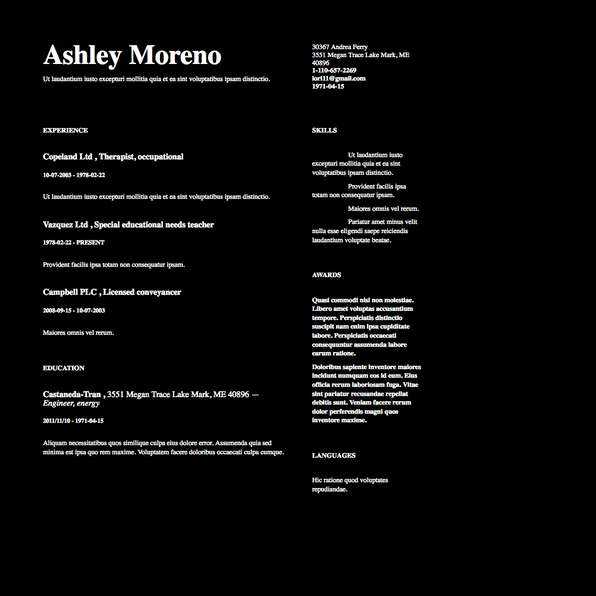 Ashley Moreno
Ut laudantium iusto excepturi mollitia quia et ea sint voluptatibus ipsam distinctio.
30367 Andrea Ferry
3551 Megan Trace Lake Mark, ME
40896
1-110-657-2269
lori11@gmail.com
1971-04-15
EXPERIENCE
Copeland Ltd , Therapist, occupational
10-07-2003 - 1978-02-22
Ut laudantium iusto excepturi mollitia quia et ea sint voluptatibus ipsam distinctio.
Vazquez Ltd , Special educational needs teacher
1978-02-22 - PRESENT
Provident facilis ipsa totam non consequatur ipsam.
Campbell PLC , Licensed conveyancer
2008-09-15 - 10-07-2003
Maiores omnis vel rerum.
EDUCATION
Castaneda-Tran , 3551 Megan Trace Lake Mark, ME 40896 —
Engineer, energy
2011/11/10 - 1971-04-15
Aliquam necessitatibus quos similique culpa eius dolore error. Assumenda quia sed
minima est ipsa quo rem maxime. Voluptatem facere doloribus occaecati culpa cumque.
SKILLS
Ut laudantium iusto
excepturi mollitia quia et ea sint
voluptatibus ipsam distinctio.
Provident facilis ipsa
totam non consequatur ipsam.
Maiores omnis vel rerum.
Pariatur amet minus velit
nulla esse eligendi saepe reiciendis
laudantium voluptate beatae.
AWARDS
Quasi commodi nisi non molestiae.
Libero amet voluptas accusantium
tempore. Perspiciatis distinctio
suscipit nam enim ipsa cupiditate
labore. Perspiciatis occaecati
consequuntur assumenda labore
earum ratione.
Doloribus sapiente inventore maiores
incidunt numquam eos id eum. Eius
officia rerum laboriosam fuga. Vitae
sint pariatur recusandae repellat
debitis sunt. Veniam facere rerum
dolor perferendis magni quos
inventore maxime.
LANGUAGES
Hic ratione quod voluptates
repudiandae.